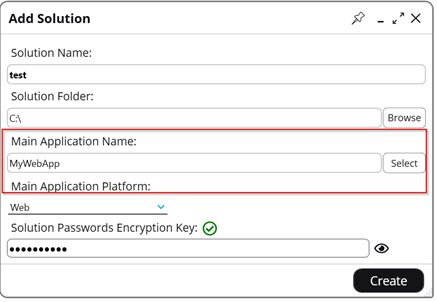 Add Solution
Solution Name:
test
Solution Folder:
C:\
Browse
Main Application Name:
MyWebApp
Select
Main Application Platform:
Web
Solution Passwords Encryption Key:
••••••••••
Create